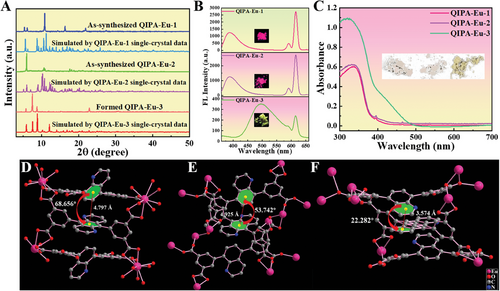 A
As-synthesized QIPA-Eu-1
Simulated by QIPA-Eu-1 single-crystal data
As-synthesized QIPA-Eu-2
Simulated by QIPA-Eu-2 single-crystal data
Formed QIPA-Eu-3
Simulated by QIPA-Eu-3 single-crystal data
Intensity (a.u.)
0 10 20 30 40 50
2θ (degree)
B
QIPA-Eu-1
QIPA-Eu-2
QIPA-Eu-3
FL Intensity (a.u.)
400 450 500 550 600 650
Wavelength (nm)
C
QIPA-Eu-1
QIPA-Eu-2
QIPA-Eu-3
Absorbance
0.0
0.2
0.4
0.6
0.8
1.0
1.2
300 400 500 600 700
Wavelength (nm)
D
68.656°
4.797 Å
E
53.742°
F
22.282°
3.574 Å
Eu
O
C
N